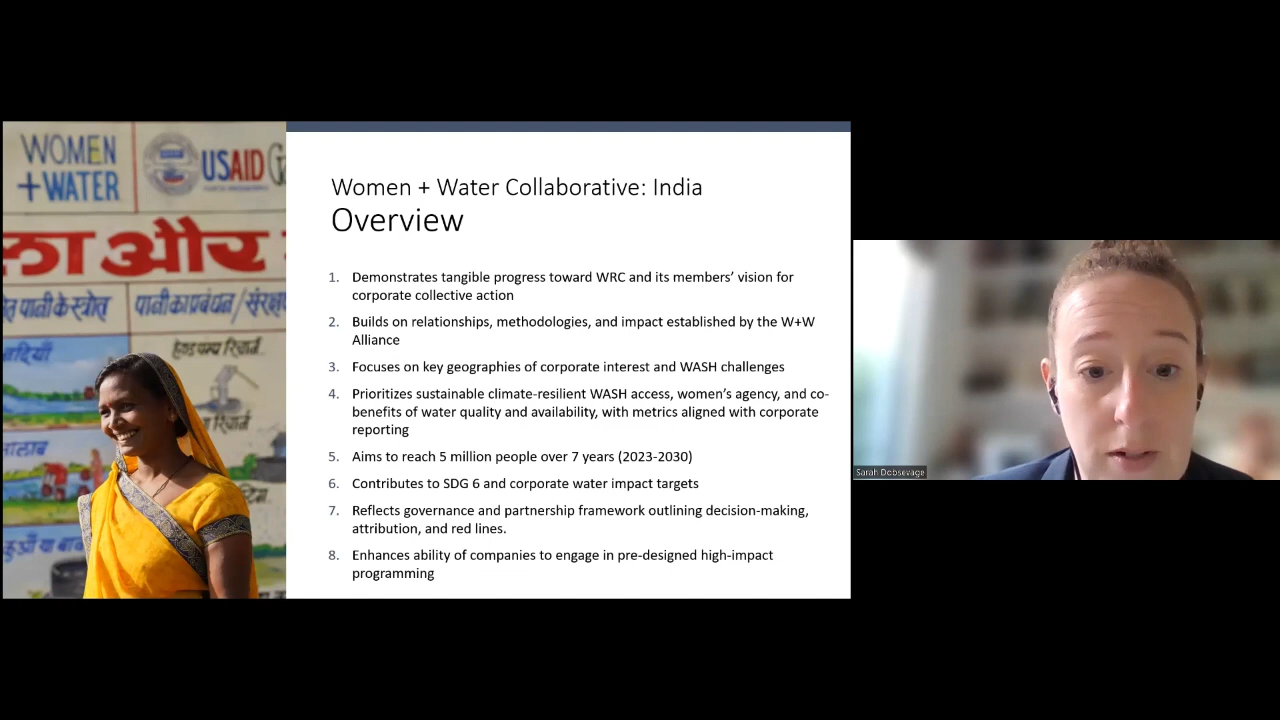 WOMEN
+WATER
USAID
ला और
पानी के स्त्रोत
पानी का प्रबंधन / संरक्षण
Women + Water Collaborative: India
Overview
1. Demonstrates tangible progress toward WRC and its members' vision for
corporate collective action
2. Builds on relationships, methodologies, and impact established by the W+W
Alliance
3. Focuses on key geographies of corporate interest and WASH challenges
4. Prioritizes sustainable climate-resilient WASH access, women's agency, and co-
benefits of water quality and availability, with metrics aligned with corporate
reporting
5. Aims to reach 5 million people over 7 years (2023-2030)
6. Contributes to SDG 6 and corporate water impact targets
7. Reflects governance and partnership framework outlining decision-making,
attribution, and red lines.
8. Enhances ability of companies to engage in pre-designed high-impact
programming
Sarah Dobsevage